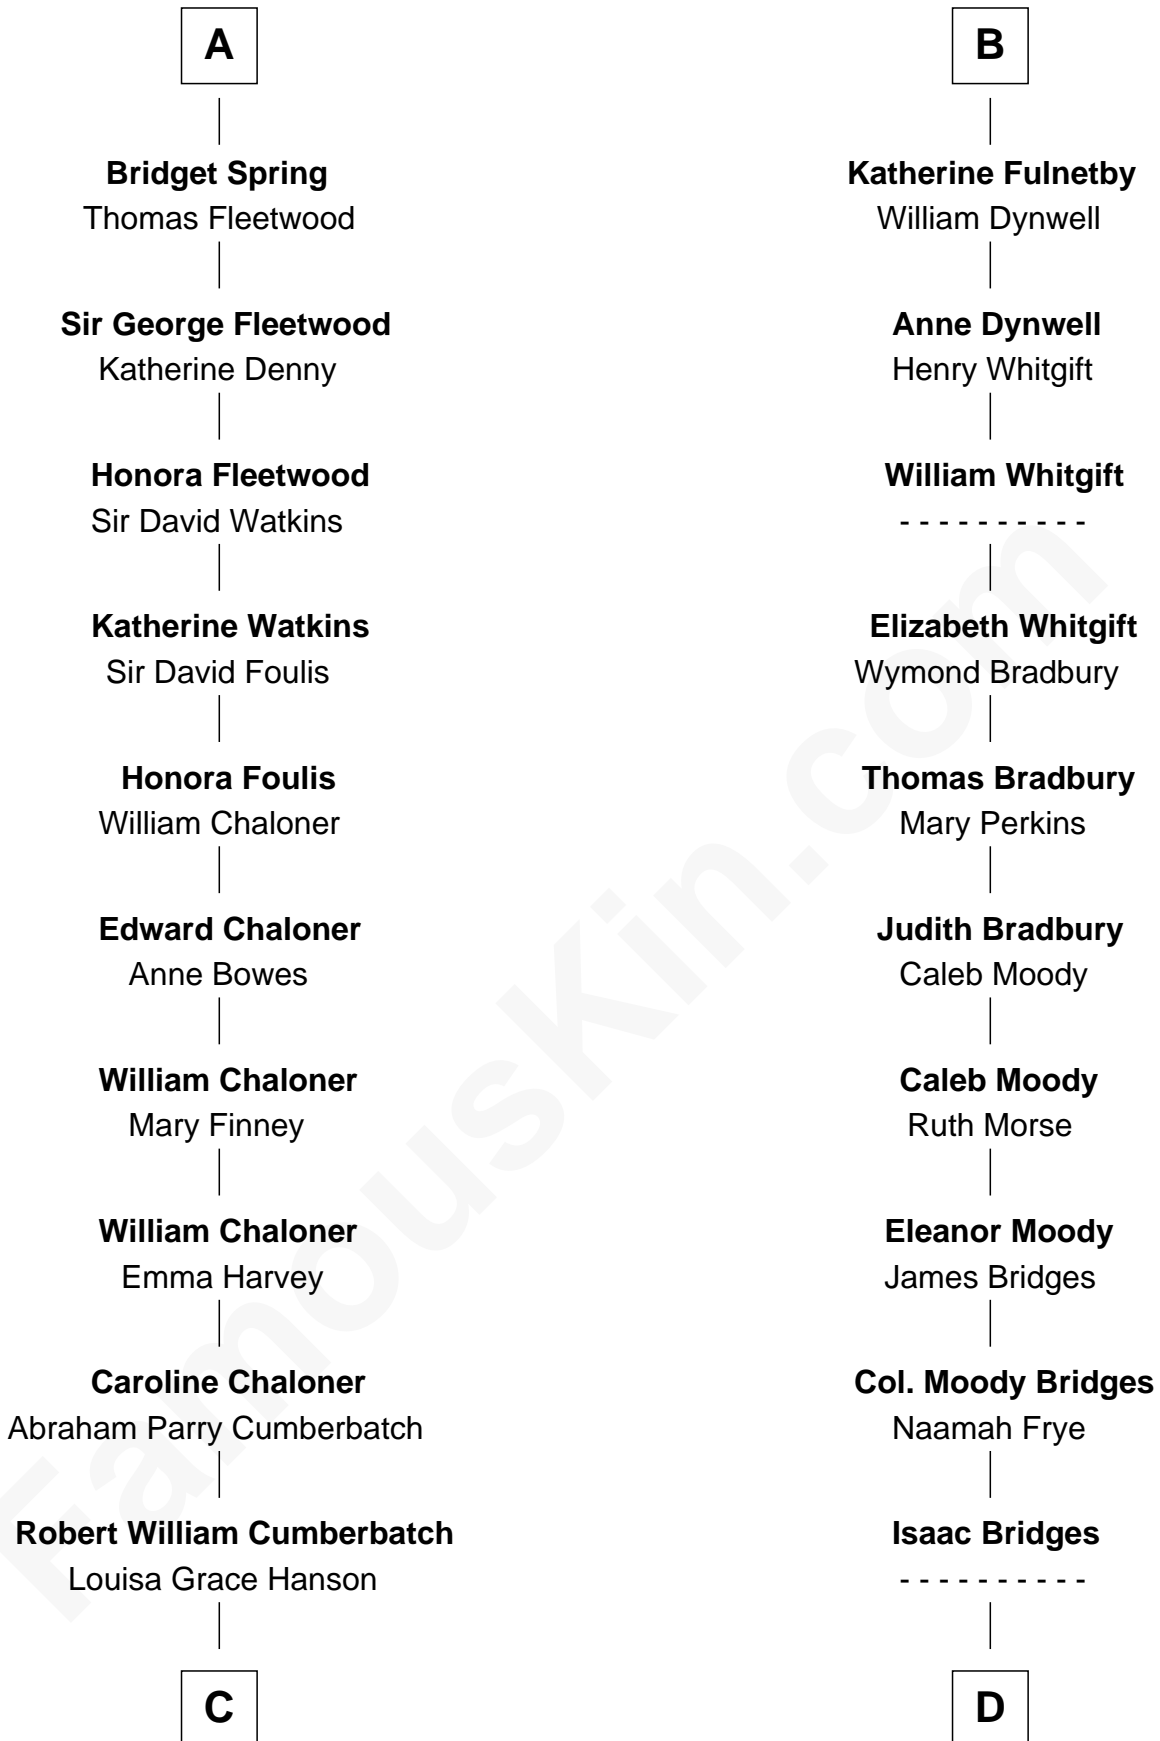 A
Bridget Spring
Thomas Fleetwood
Sir George Fleetwood
Katherine Denny
Honora Fleetwood
Sir David Watkins
Katherine Watkins
Sir David Foulis
Honora Foulis
William Chaloner
Edward Chaloner
Anne Bowes
William Chaloner
Mary Finney
William Chaloner
Emma Harvey
Caroline Chaloner
Abraham Parry Cumberbatch
Robert William Cumberbatch
Louisa Grace Hanson
C
B
Katherine Fulnetby
William Dynwell
Anne Dynwell
Henry Whitgift
William Whitgift
- - - - - - - - - -
Elizabeth Whitgift
Wymond Bradbury
Thomas Bradbury
Mary Perkins
Judith Bradbury
Caleb Moody
Caleb Moody
Ruth Morse
Eleanor Moody
James Bridges
Col. Moody Bridges
Naamah Frye
Isaac Bridges
- - - - - - - - - -
D
FamousKin.com